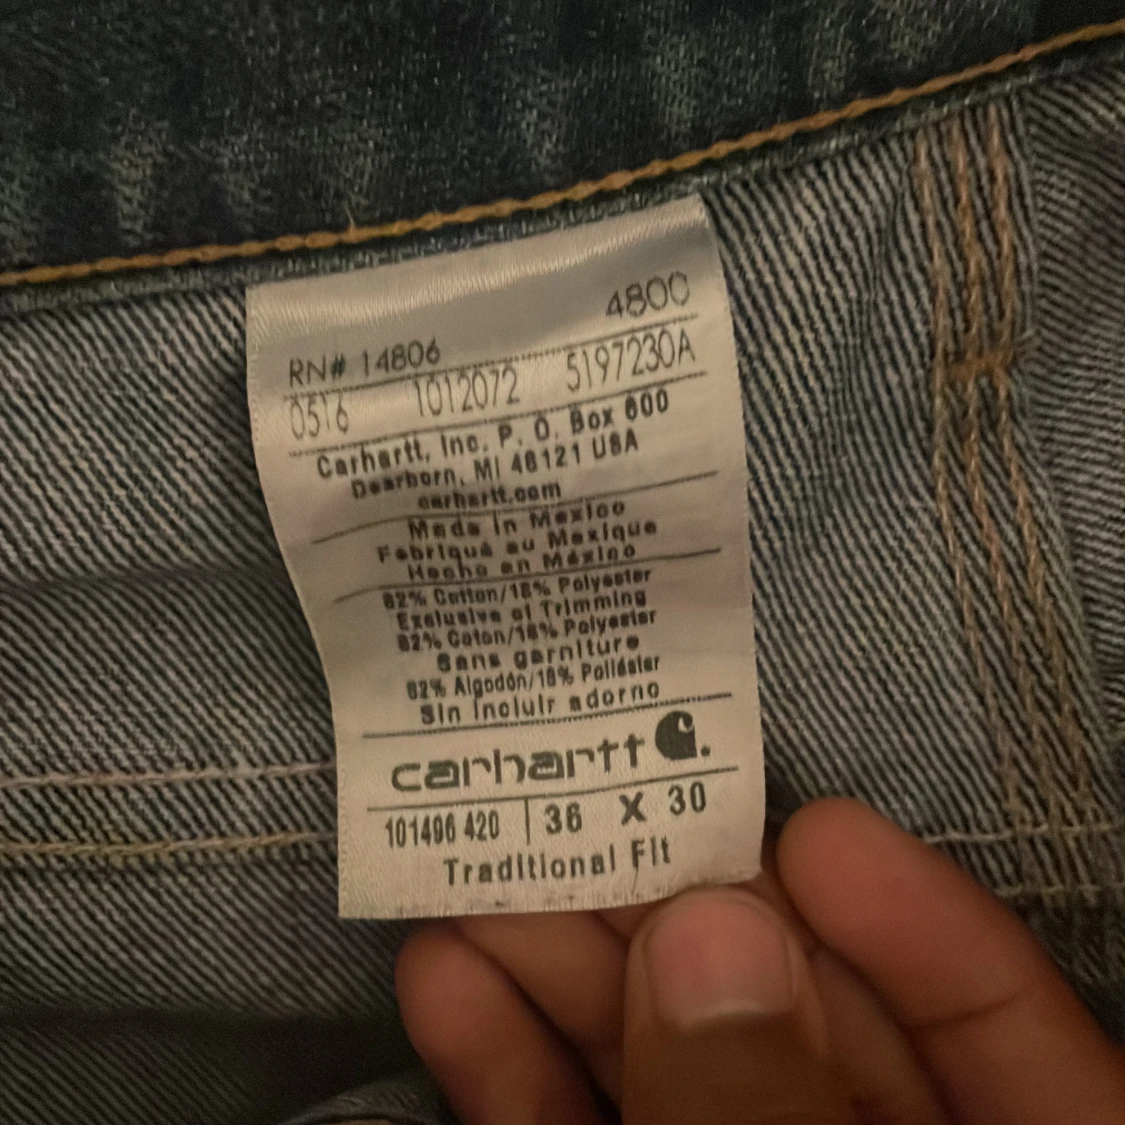 4800
RN# 14806
0516 1012072 5197230A
Carhartt, Inc. P. O. Box 600
Dearborn, MI 48121 USA
carhartt.com
Made in Mexico
Fabriqué au Mexique
Hecho en México
82% Cotton/18% Polyester
Exclusive of Trimming
82% Coton/18% Polyester
Sans garniture
82% Algodón/18% Poliéster
Sin incluir adorno
carhartt
101496 420 | 36 X 30
Traditional Fit